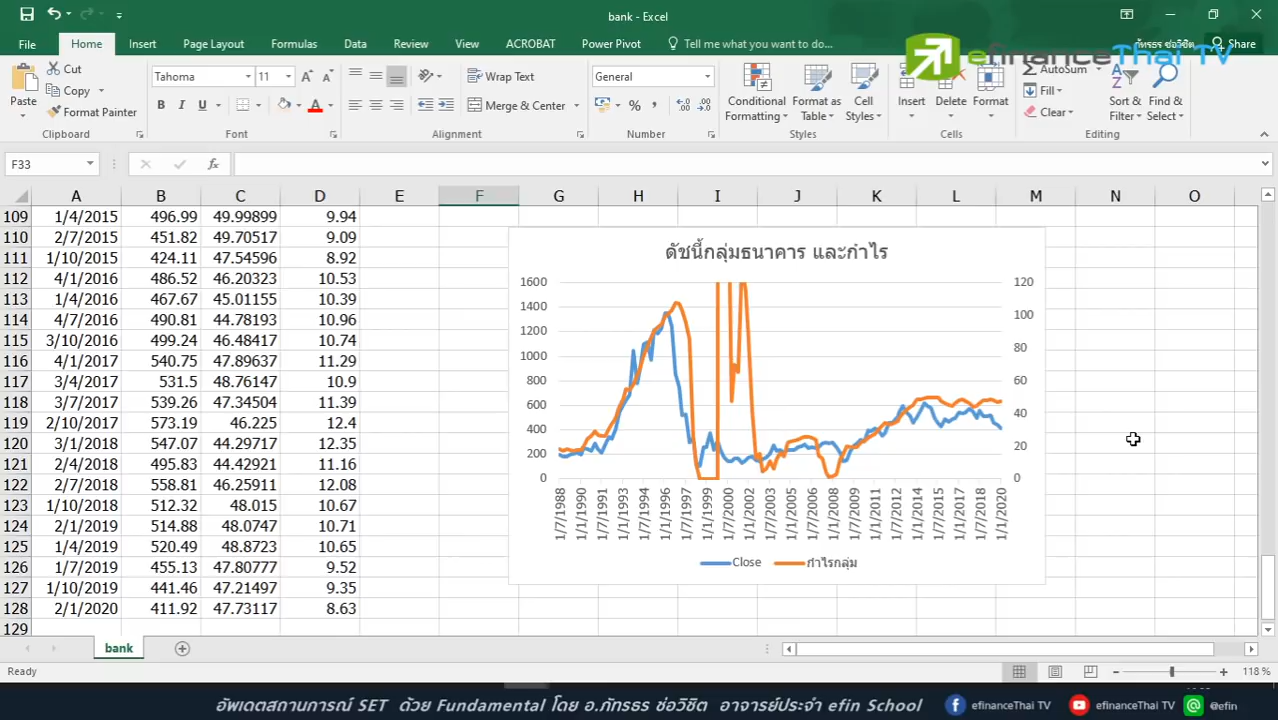 bank - Excel
File Home Insert Page Layout Formulas Data Review View ACROBAT Power Pivot Tell me what you want to do... ภัทรธร ช่อวิชิต Share
efinanceThai TV
Cut
Copy
Format Painter
Paste
Tahoma 11
B I U A
Wrap Text
Merge & Center
General
% ,
Conditional Formatting
Format as Table
Cell Styles
Insert
Delete
Format
AutoSum
Fill
Clear
Sort & Filter
Find & Select
Clipboard Font Alignment Number Styles Cells Editing
F33 fx
A B C D E F G H I J K L M N O
109 1/4/2015 496.99 49.99899 9.94
110 2/7/2015 451.82 49.70517 9.09
111 1/10/2015 424.11 47.54596 8.92
112 4/1/2016 486.52 46.20323 10.53
113 1/4/2016 467.67 45.01155 10.39
114 4/7/2016 490.81 44.78193 10.96
115 3/10/2016 499.24 46.48417 10.74
116 4/1/2017 540.75 47.89637 11.29
117 3/4/2017 531.5 48.76147 10.9
118 3/7/2017 539.26 47.34504 11.39
119 2/10/2017 573.19 46.225 12.4
120 3/1/2018 547.07 44.29717 12.35
121 2/4/2018 495.83 44.42921 11.16
122 2/7/2018 558.81 46.25911 12.08
123 1/10/2018 512.32 48.015 10.67
124 2/1/2019 514.88 48.0747 10.71
125 1/4/2019 520.49 48.8723 10.65
126 1/7/2019 455.13 47.80777 9.52
127 1/10/2019 441.46 47.21497 9.35
128 2/1/2020 411.92 47.73117 8.63
129
ดัชนี้กลุ่มธนาคาร และกำไร
1600
1400
1200
1000
800
600
400
200
0
120
100
80
60
40
20
0
1/7/1988
1/1/1990
1/7/1991
1/1/1993
1/7/1994
1/1/1996
1/7/1997
1/1/1999
1/7/2000
1/1/2002
1/7/2003
1/1/2005
1/7/2006
1/1/2008
1/7/2009
1/1/2011
1/7/2012
1/1/2014
1/7/2015
1/1/2017
1/7/2018
1/1/2020
Close กำไรกลุ่ม
bank
Ready 118 %
อัพเดตสถานการณ์ SET ด้วย Fundamental โดย อ.ภัทรธร ช่อวิชิต อาจารย์ประจำ efin School
efinanceThai TV efinanceThai TV @efin